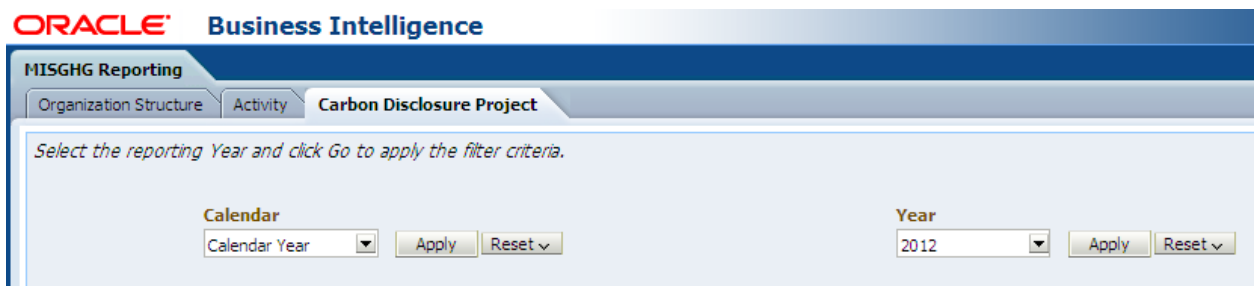 ORACLE Business Intelligence
MISGHG Reporting
Organization Structure Activity Carbon Disclosure Project
Select the reporting Year and click Go to apply the filter criteria.
Calendar Year
Calendar Year Apply Reset 2012 Apply Reset